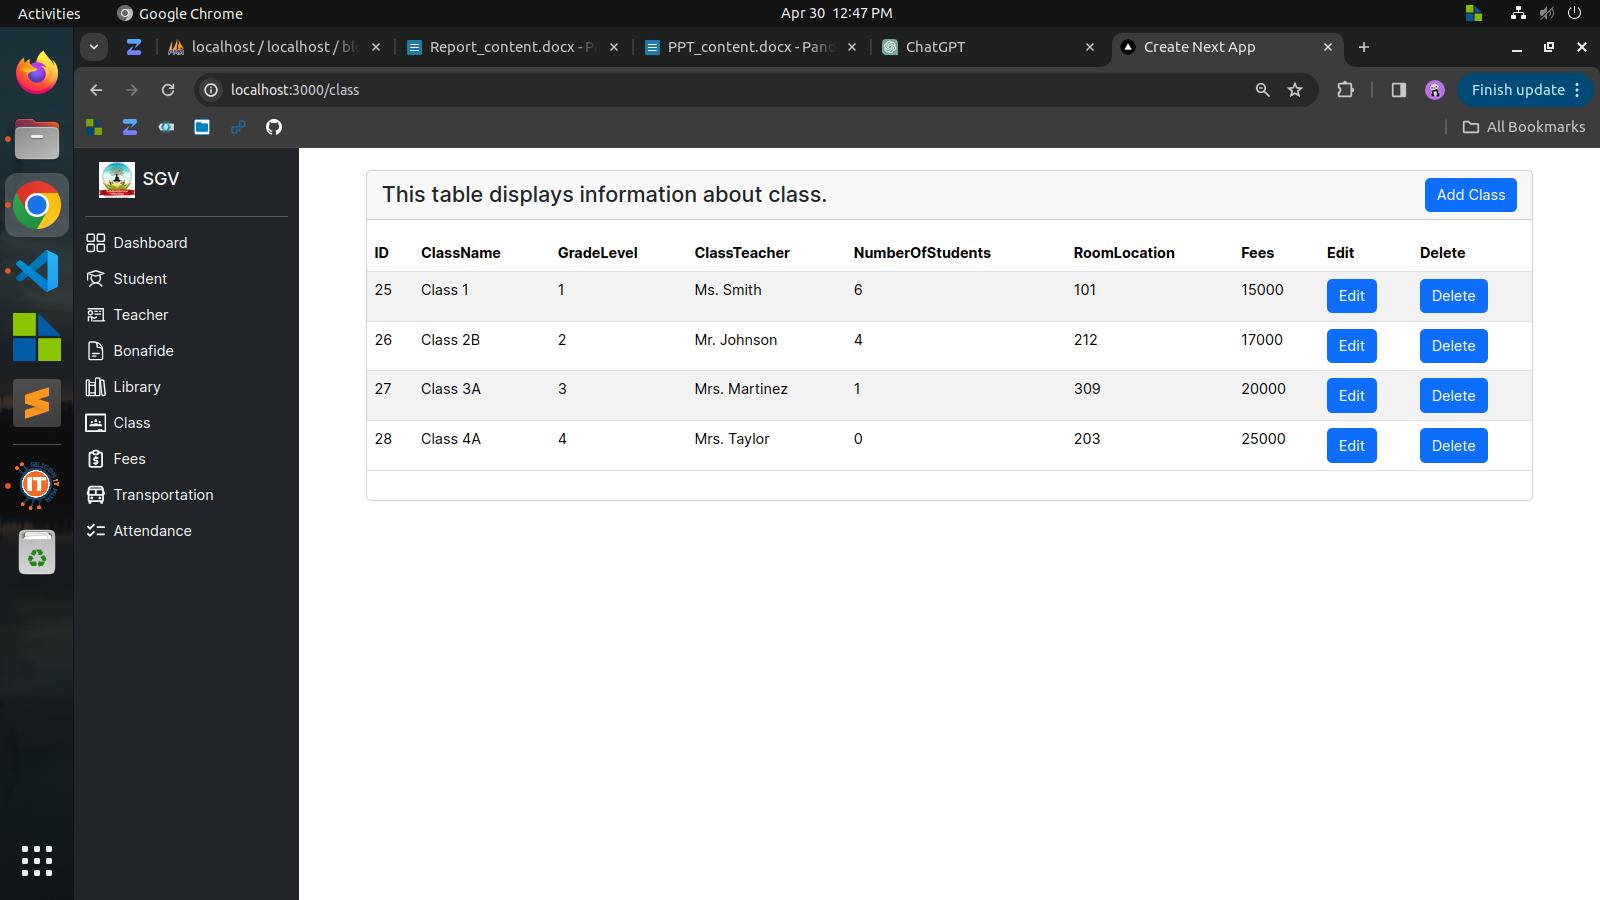 Activities Google Chrome Apr 30 12:47 PM
localhost / localhost / blo Report_content.docx - Pa PPT_content.docx - Pand ChatGPT Create Next App
localhost:3000/class Finish update
All Bookmarks
SGV
Dashboard
Student
Teacher
Bonafide
Library
Class
Fees
Transportation
Attendance
This table displays information about class. Add Class
ID ClassName GradeLevel ClassTeacher NumberOfStudents RoomLocation Fees Edit Delete
25 Class 1 1 Ms. Smith 6 101 15000 Edit Delete
26 Class 2B 2 Mr. Johnson 4 212 17000 Edit Delete
27 Class 3A 3 Mrs. Martinez 1 309 20000 Edit Delete
28 Class 4A 4 Mrs. Taylor 0 203 25000 Edit Delete
IT